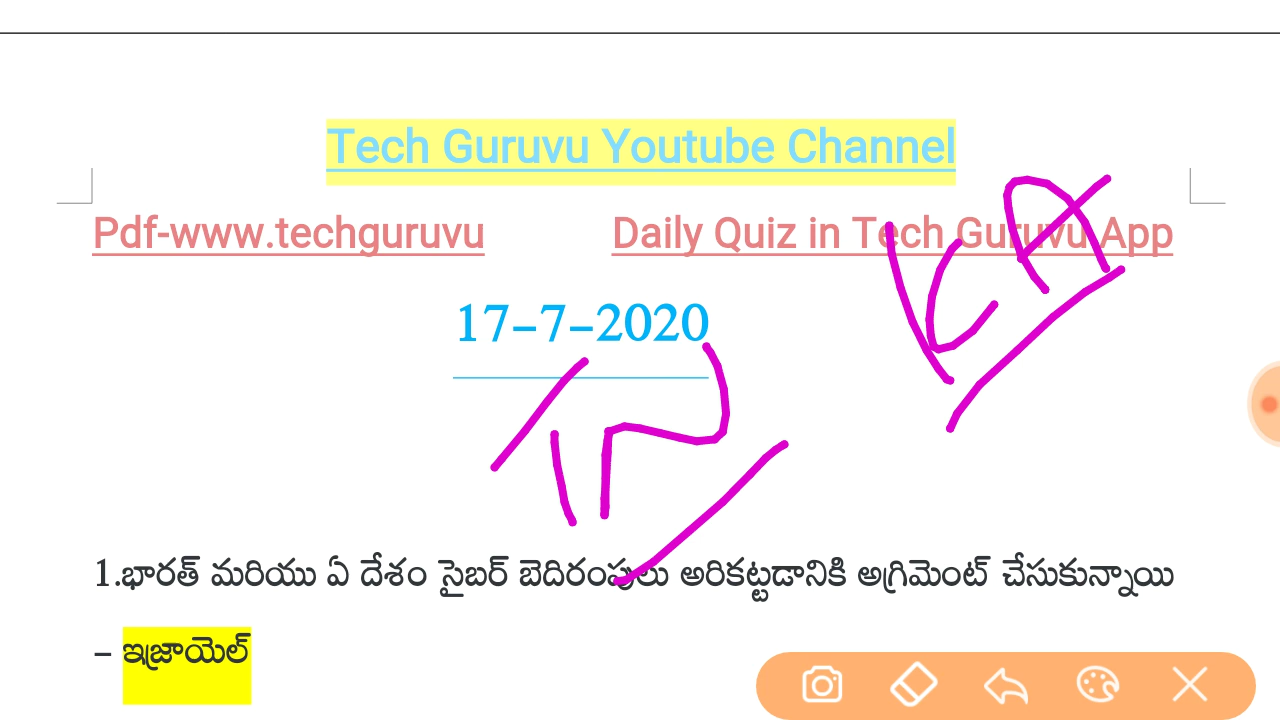 Tech Guruvu Youtube Channel
Pdf-www.techguruvu Daily Quiz in Tech Guruvu App
17-7-2020
1.భారత్ మరియు ఏ దేశం సైబర్ బెదిరంపులు అరికట్టడానికి అగ్రిమెంట్ చేసుకున్నాయి
– ఇజ్రాయెల్